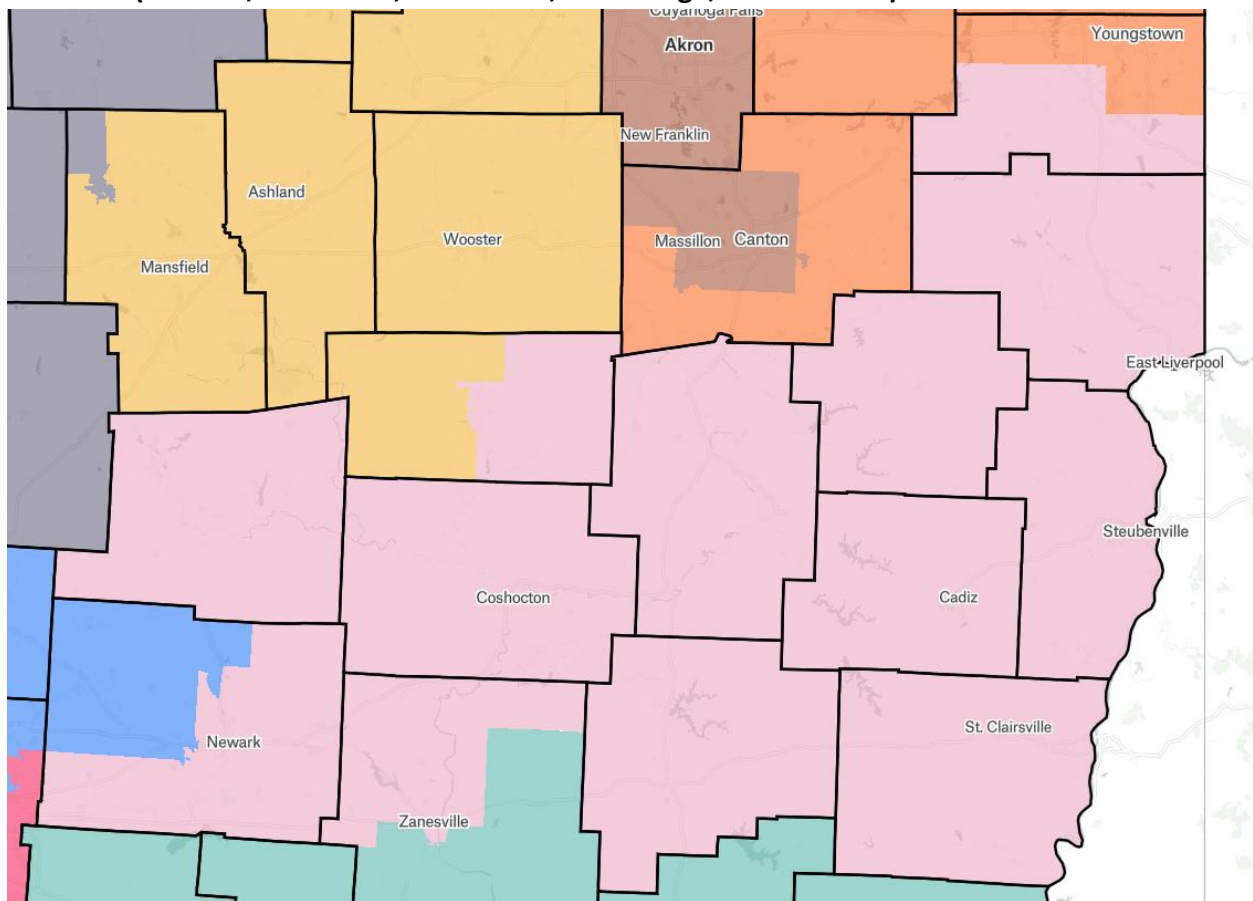 Cuyahoga Falls
Akron
Youngstown
New Franklin
Ashland
Wooster
Massillon
Canton
Mansfield
East Liverpool
Steubenville
Coshocton
Cadiz
St. Clairsville
Newark
Zanesville